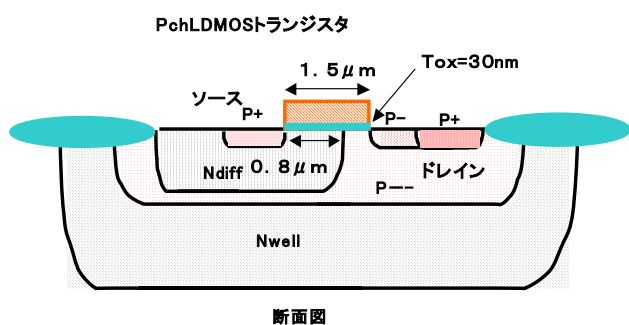 PchLDMOSトランジスタ
1.5μm
Tox=30nm
ソース
P+
P-
P+
Ndiff
0.8μm
ドレイン
P--
Nwell
断面図